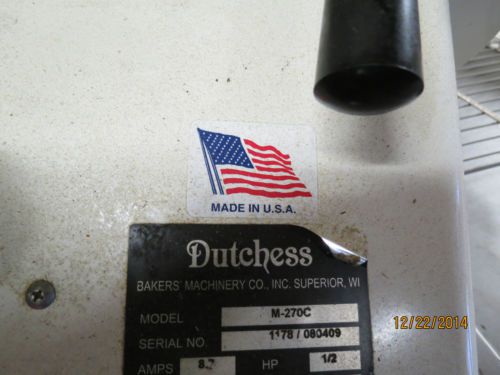 MADE IN U.S.A.
Dutchess
BAKERS' MACHINERY CO., INC. SUPERIOR, WI
MODEL M-270C
SERIAL NO. 1178 / 080409
12/22/2014
AMPS 8.7 HP 1/2